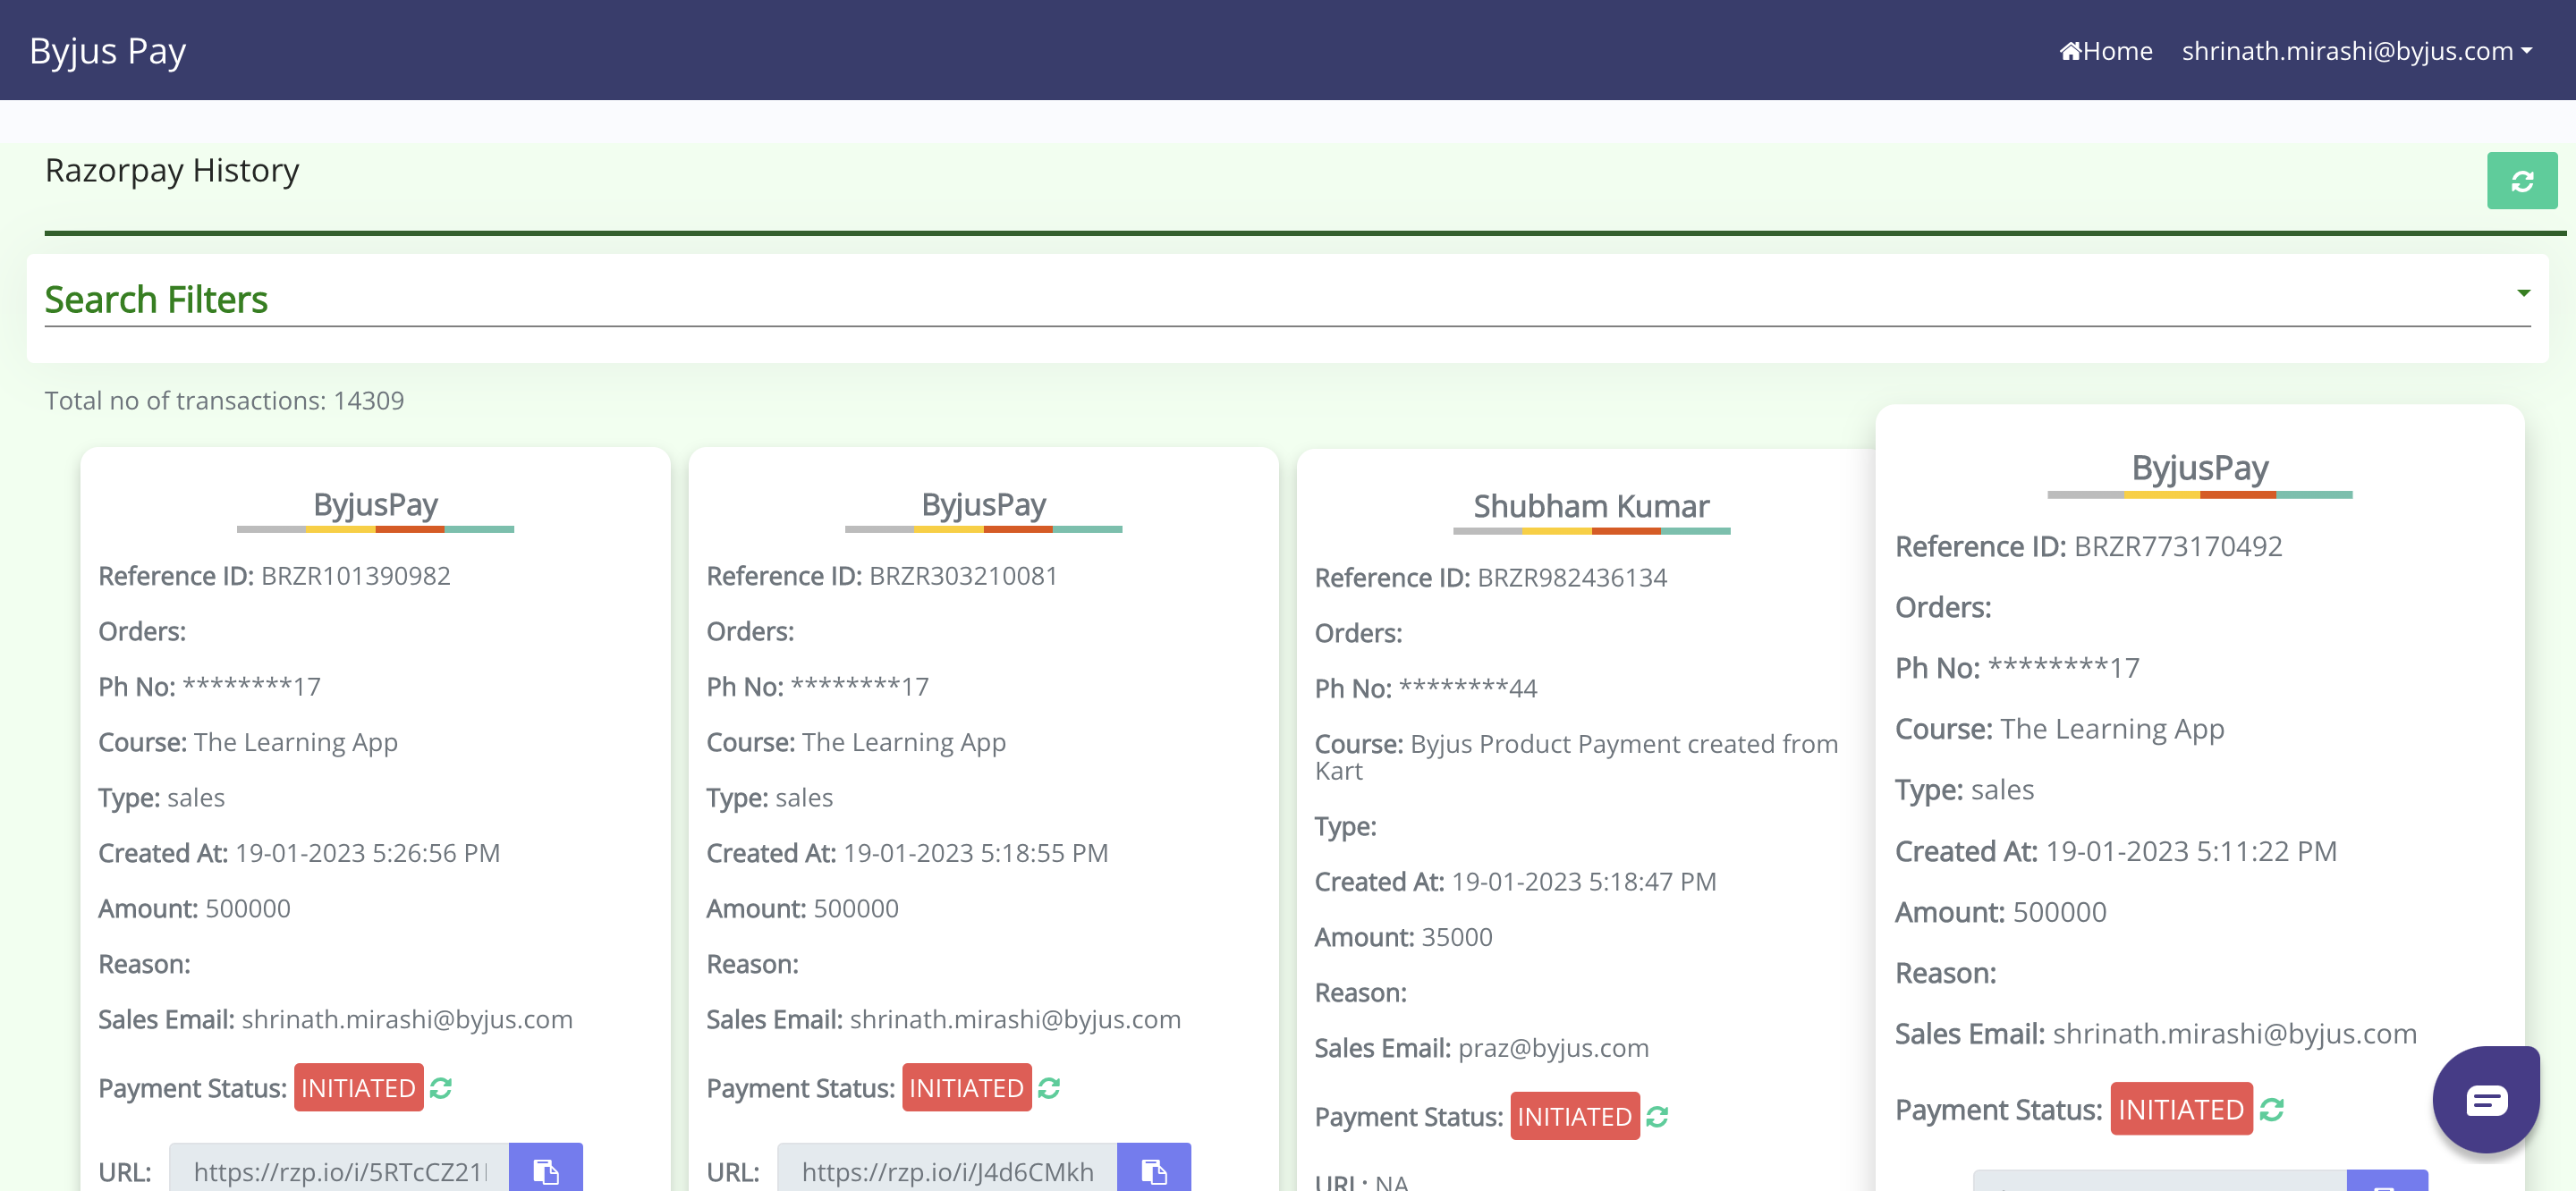 Byjus Pay
Home
shrinath.mirashi@byjus.com
Razorpay History
Search Filters
Total no of transactions: 14309
ByjusPay
Reference ID: BRZR101390982
Orders:
Ph No: ********17
Course: The Learning App
Type: sales
Created At: 19-01-2023 5:26:56 PM
Amount: 500000
Reason:
Sales Email: shrinath.mirashi@byjus.com
Payment Status: INITIATED
URL: https://rzp.io/i/5RTcCZ21
ByjusPay
Reference ID: BRZR303210081
Orders:
Ph No: ********17
Course: The Learning App
Type: sales
Created At: 19-01-2023 5:18:55 PM
Amount: 500000
Reason:
Sales Email: shrinath.mirashi@byjus.com
Payment Status: INITIATED
URL: https://rzp.io/i/J4d6CMkh
Shubham Kumar
Reference ID: BRZR982436134
Orders:
Ph No: ********44
Course: Byjus Product Payment created from
Kart
Type:
Created At: 19-01-2023 5:18:47 PM
Amount: 35000
Reason:
Sales Email: praz@byjus.com
Payment Status: INITIATED
URL: NA
ByjusPay
Reference ID: BRZR773170492
Orders:
Ph No: ********17
Course: The Learning App
Type: sales
Created At: 19-01-2023 5:11:22 PM
Amount: 500000
Reason:
Sales Email: shrinath.mirashi@byjus.com
Payment Status: INITIATED